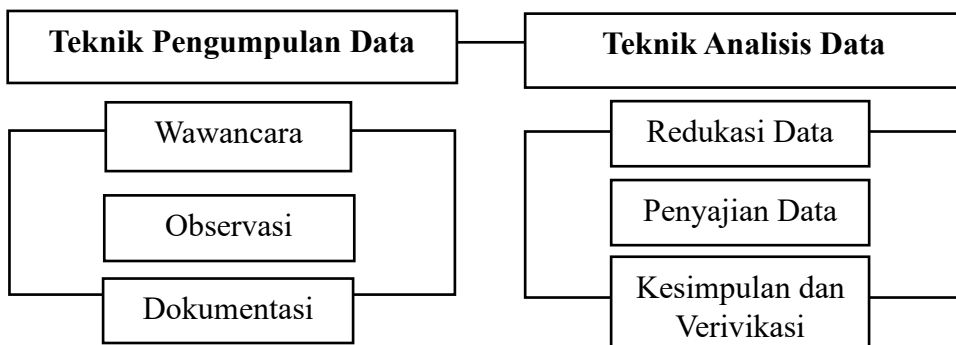 Teknik Pengumpulan Data
Wawancara
Observasi
Dokumentasi
Teknik Analisis Data
Redukasi Data
Penyajian Data
Kesimpulan dan
Verivikasi